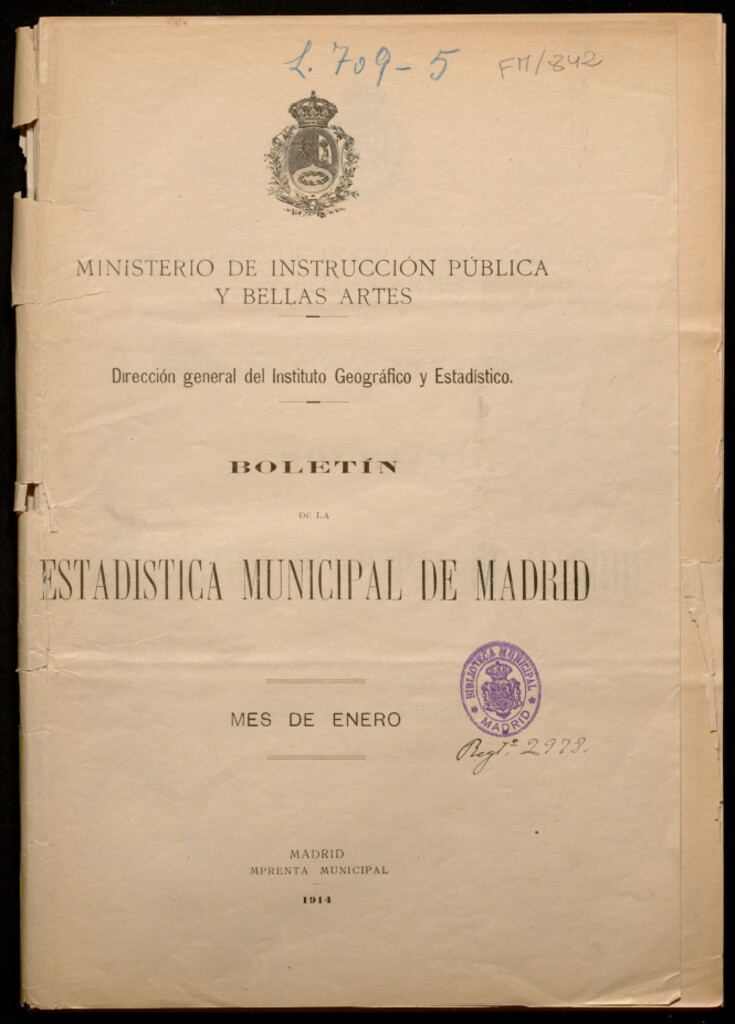 L. 709-5 FM/842
MINISTERIO DE INSTRUCCIÓN PÚBLICA
Y BELLAS ARTES
Dirección general del Instituto Geográfico y Estadístico.
BOLETÍN
DE LA
ESTADISTICA MUNICIPAL DE MADRID
BIBLIOTECA MUNICIPAL
MADRID
MES DE ENERO
Regt.º 2978.
MADRID
MPRENTA MUNICIPAL
1914